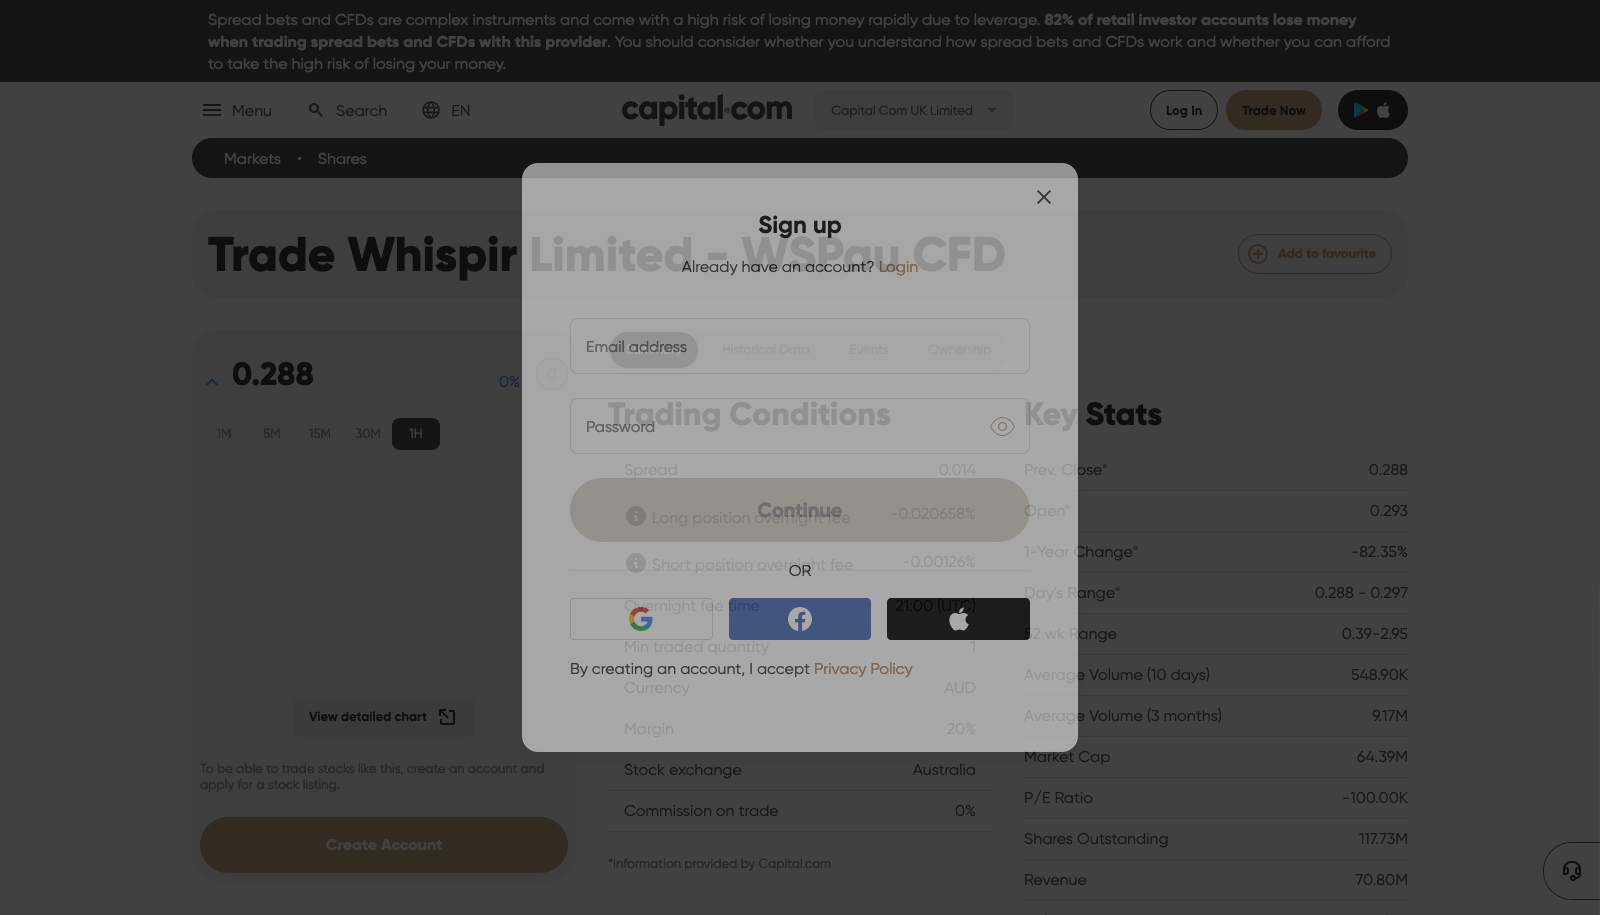 Spread bets and CFDs are complex instruments and come with a high risk of losing money rapidly due to leverage. 82% of retail investor accounts lose money
when trading spread bets and CFDs with this provider. You should consider whether you understand how spread bets and CFDs work and whether you can afford
to take the high risk of losing your money.
Menu Search EN capital.com Capital Com UK Limited Log In Trade Now
Markets • Shares
Trade Whispir Limited - WSPau CFD
Add to favourite
Sign up
Already have an account? Login
Email address
Password
Continue
OR
By creating an account, I accept Privacy Policy
0.288 0%
1M 5M 15M 30M 1H
View detailed chart
To be able to trade stocks like this, create an account and
apply for a stock listing.
Create Account
Historical Data Events Ownership
Trading Conditions
Spread 0.014
Long position overnight fee -0.020658%
Short position overnight fee -0.00126%
Overnight fee time 21:00 (UTC)
Min traded quantity 1
Currency AUD
Margin 20%
Stock exchange Australia
Commission on trade 0%
*Information provided by Capital.com
Key Stats
Prev. Close* 0.288
Open* 0.293
1-Year Change* -82.35%
Day's Range* 0.288 - 0.297
52 wk Range 0.39-2.95
Average Volume (10 days) 548.90K
Average Volume (3 months) 9.17M
Market Cap 64.39M
P/E Ratio -100.00K
Shares Outstanding 117.73M
Revenue 70.80M